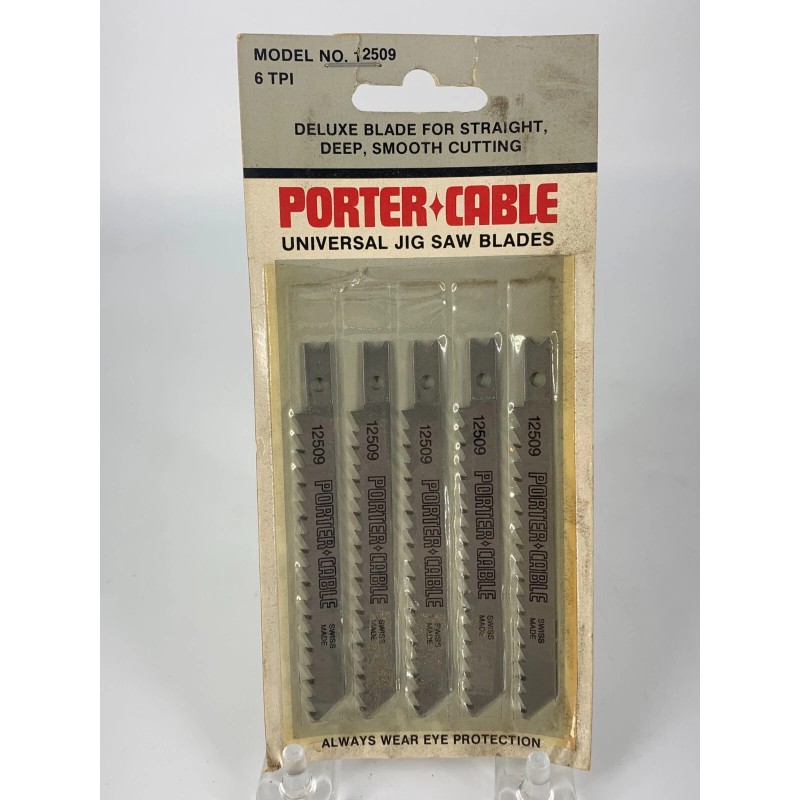 MODEL NO. 12509
6 TPI
DELUXE BLADE FOR STRAIGHT,
DEEP, SMOOTH CUTTING
PORTER✦CABLE
UNIVERSAL JIG SAW BLADES
12509 PORTER✦CABLE SWISS MADE
12509 PORTER✦CABLE SWISS MADE
12509 PORTER✦CABLE SWISS MADE
12509 PORTER✦CABLE SWISS MADE
12509 PORTER✦CABLE SWISS MADE
ALWAYS WEAR EYE PROTECTION